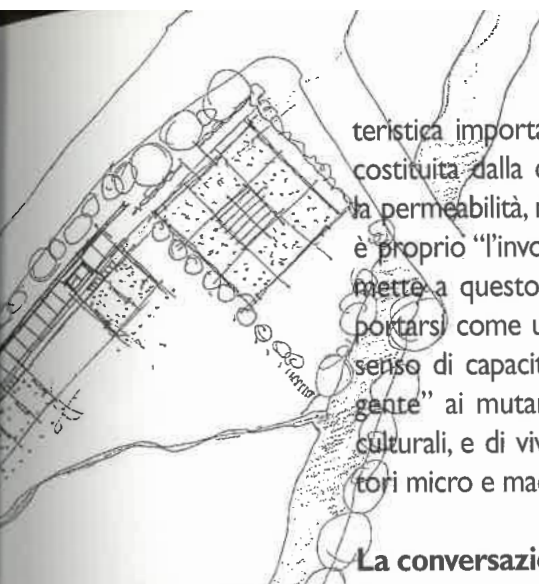 teristica importa
costituita dalla c
la permeabilità, n
è proprio “l’invo
mette a questo
portarsi come u
senso di capacit
gente” ai mutan
culturali, e di viv
tori micro e mac
La conversazio